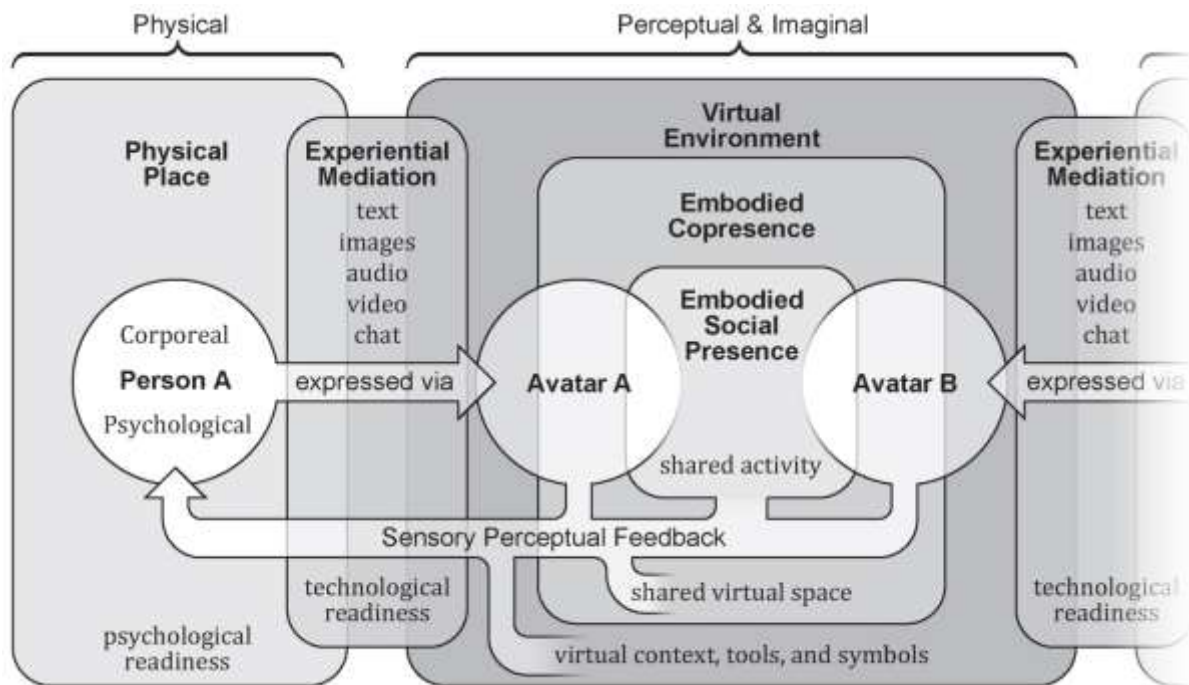 Physical
Perceptual & Imaginal
Physical
Place
Experiential
Mediation
text
images
audio
video
chat
Corporeal
Person A
Psychological
expressed via
Virtual
Environment
Embodied
Copresence
Embodied
Social
Presence
Avatar A
Avatar B
shared activity
Experiential
Mediation
text
images
audio
video
chat
expressed via
Sensory Perceptual Feedback
technological
readiness
psychological
readiness
shared virtual space
virtual context, tools, and symbols
technological
readiness